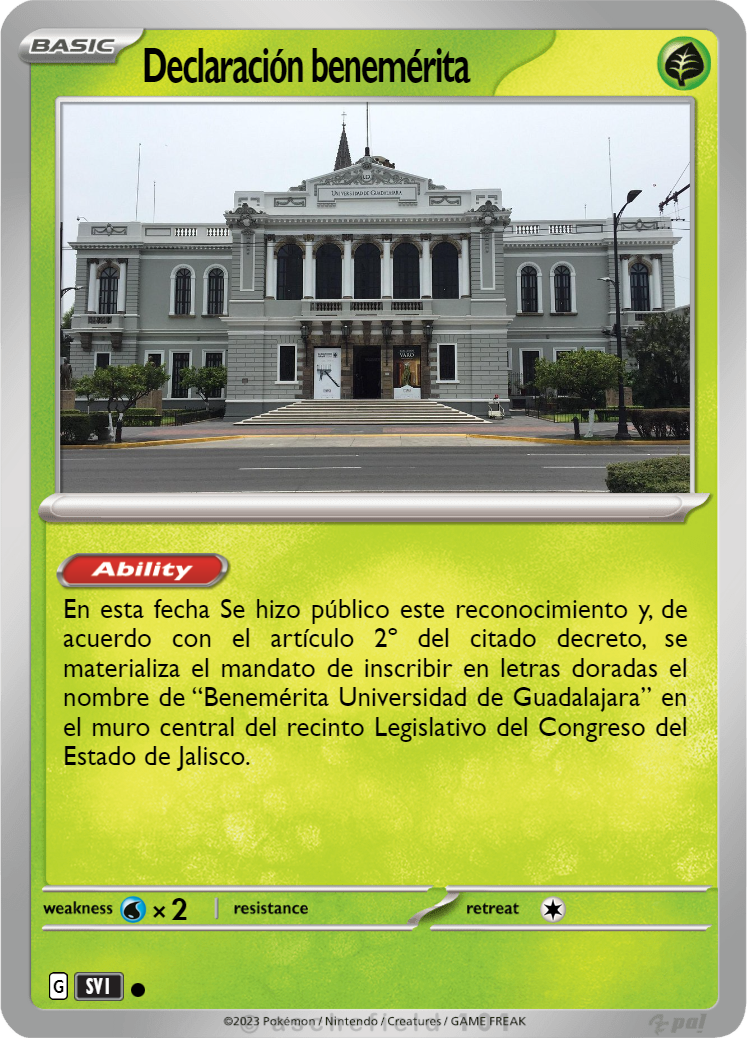 BASIC
Declaración benemérita
UNIVERSIDAD DE GUADALAJARA
VARO
Ability
En esta fecha Se hizo público este reconocimiento y, de
acuerdo con el artículo 2º del citado decreto, se
materializa el mandato de inscribir en letras doradas el
nombre de “Benemérita Universidad de Guadalajara” en
el muro central del recinto Legislativo del Congreso del
Estado de Jalisco.
weakness × 2 resistance retreat
G SVI
©2023 Pokémon / Nintendo / Creatures / GAME FREAK